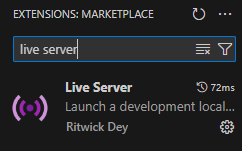 EXTENSIONS: MARKETPLACE
live server
Live Server 72ms
Launch a development local...
Ritwick Dey